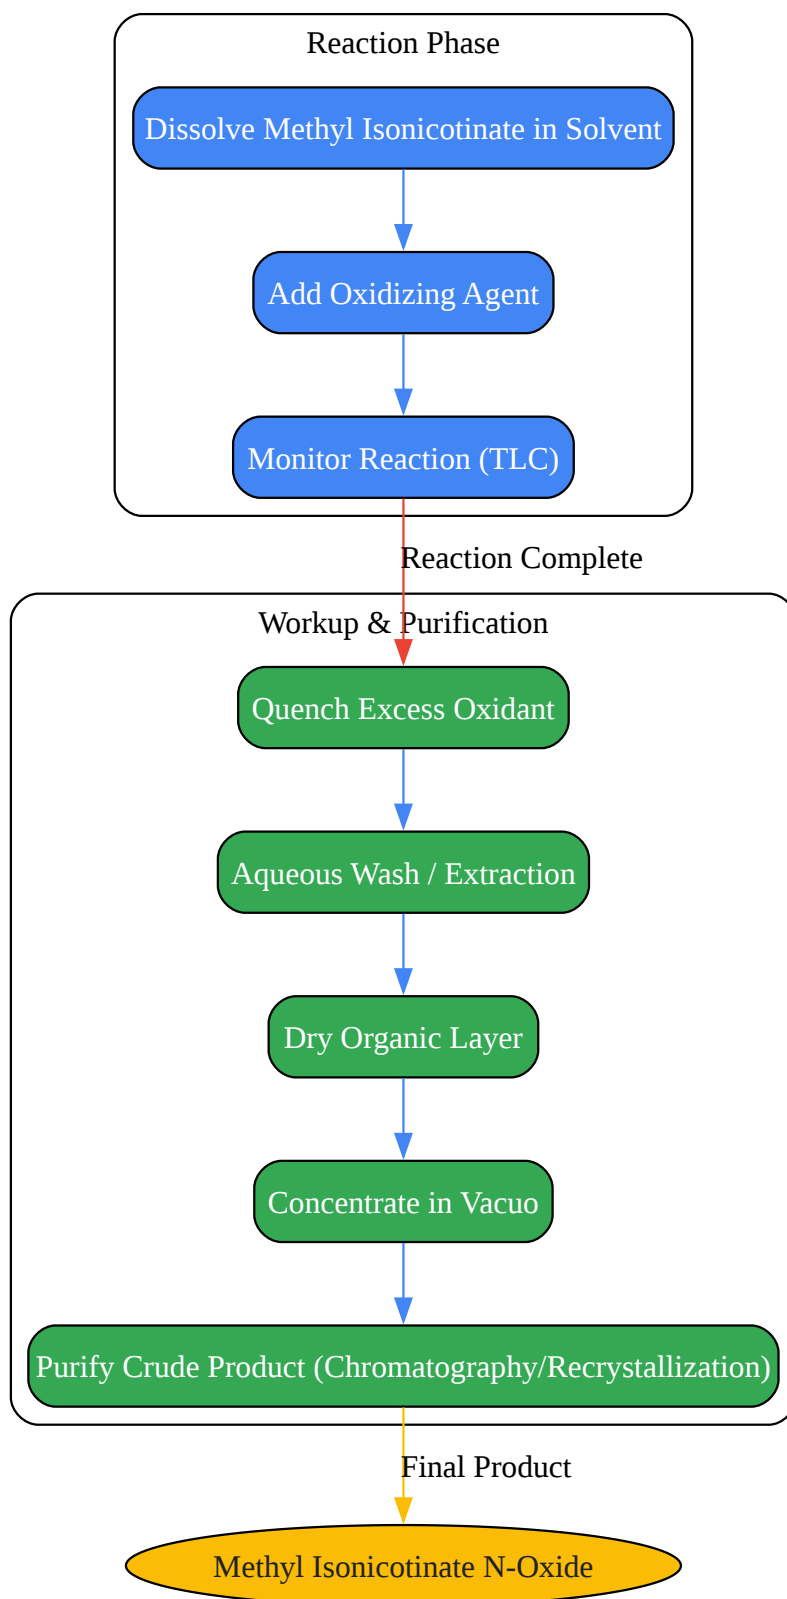 Reaction Phase
Dissolve Methyl Isonicotinate in Solvent
Add Oxidizing Agent
Monitor Reaction (TLC)
Reaction Complete
Workup & Purification
Quench Excess Oxidant
Aqueous Wash / Extraction
Dry Organic Layer
Concentrate in Vacuo
Purify Crude Product (Chromatography/Recrystallization)
Final Product
Methyl Isonicotinate N-Oxide